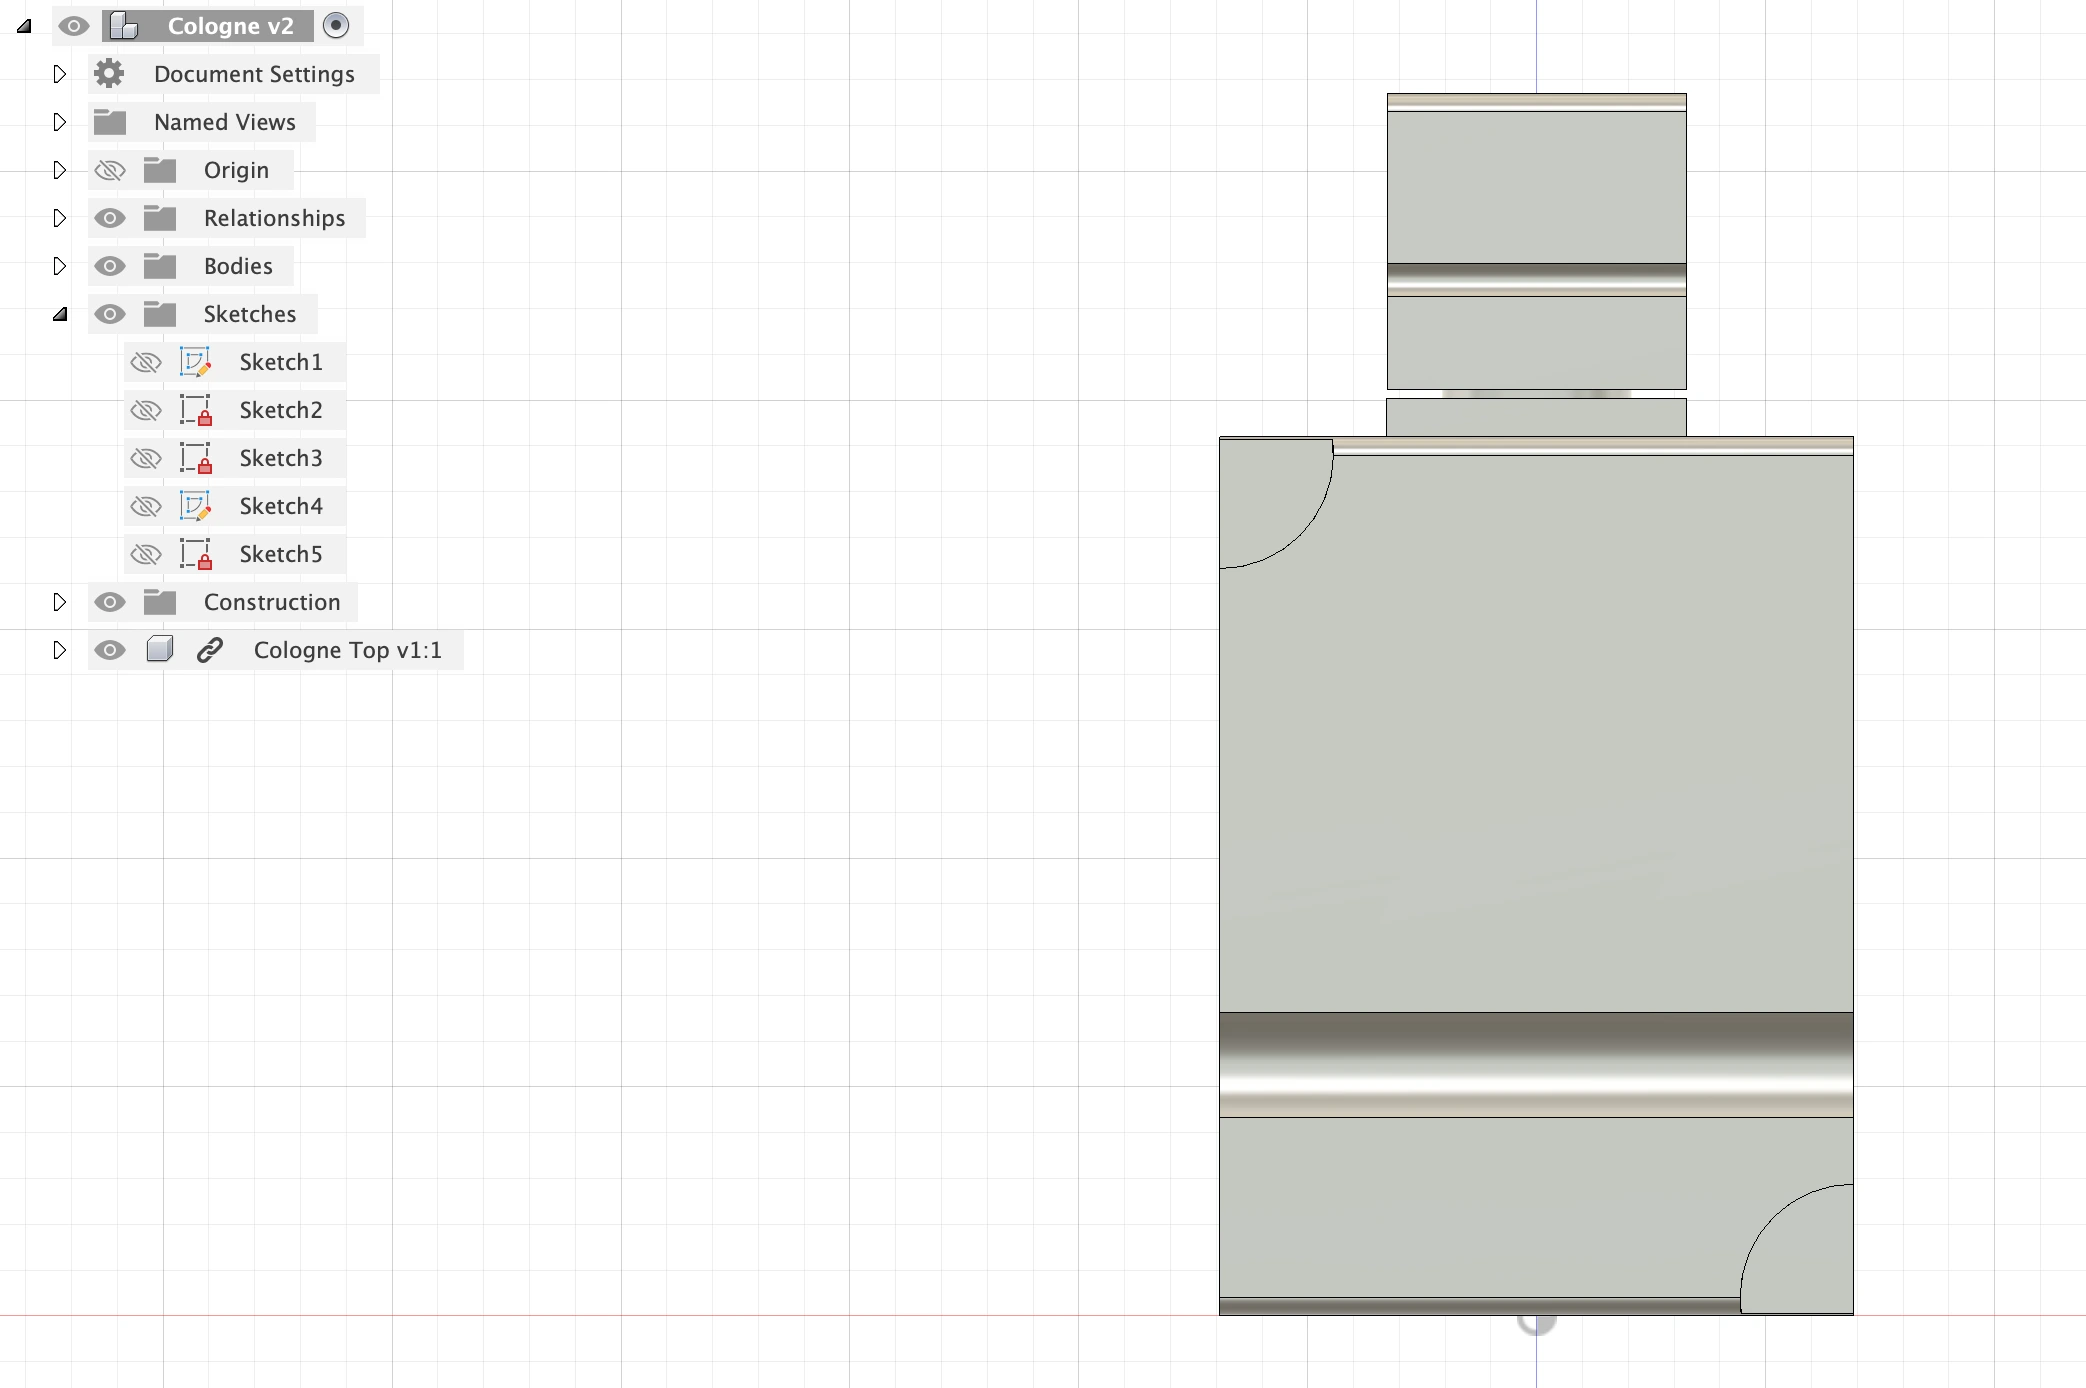 Cologne v2
Document Settings
Named Views
Origin
Relationships
Bodies
Sketches
Sketch1
Sketch2
Sketch3
Sketch4
Sketch5
Construction
Cologne Top v1:1